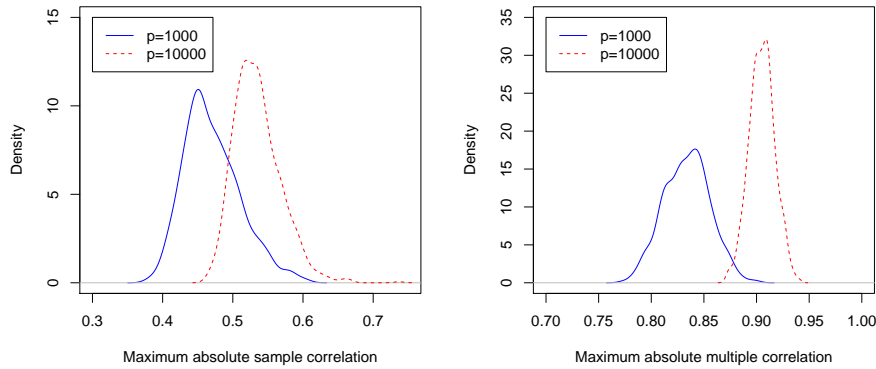 p=1000
p=10000
Density
15
10
5
0
0.3 0.4 0.5 0.6 0.7
Maximum absolute sample correlation
p=1000
p=10000
Density
35
30
25
20
15
10
5
0
0.70 0.75 0.80 0.85 0.90 0.95 1.00
Maximum absolute multiple correlation